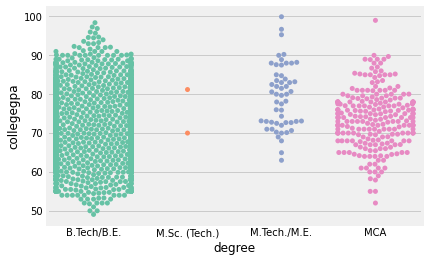 100
90
80
70
60
50
collegegpa
B.Tech/B.E.
M.Sc. (Tech.)
M.Tech./M.E.
MCA
degree